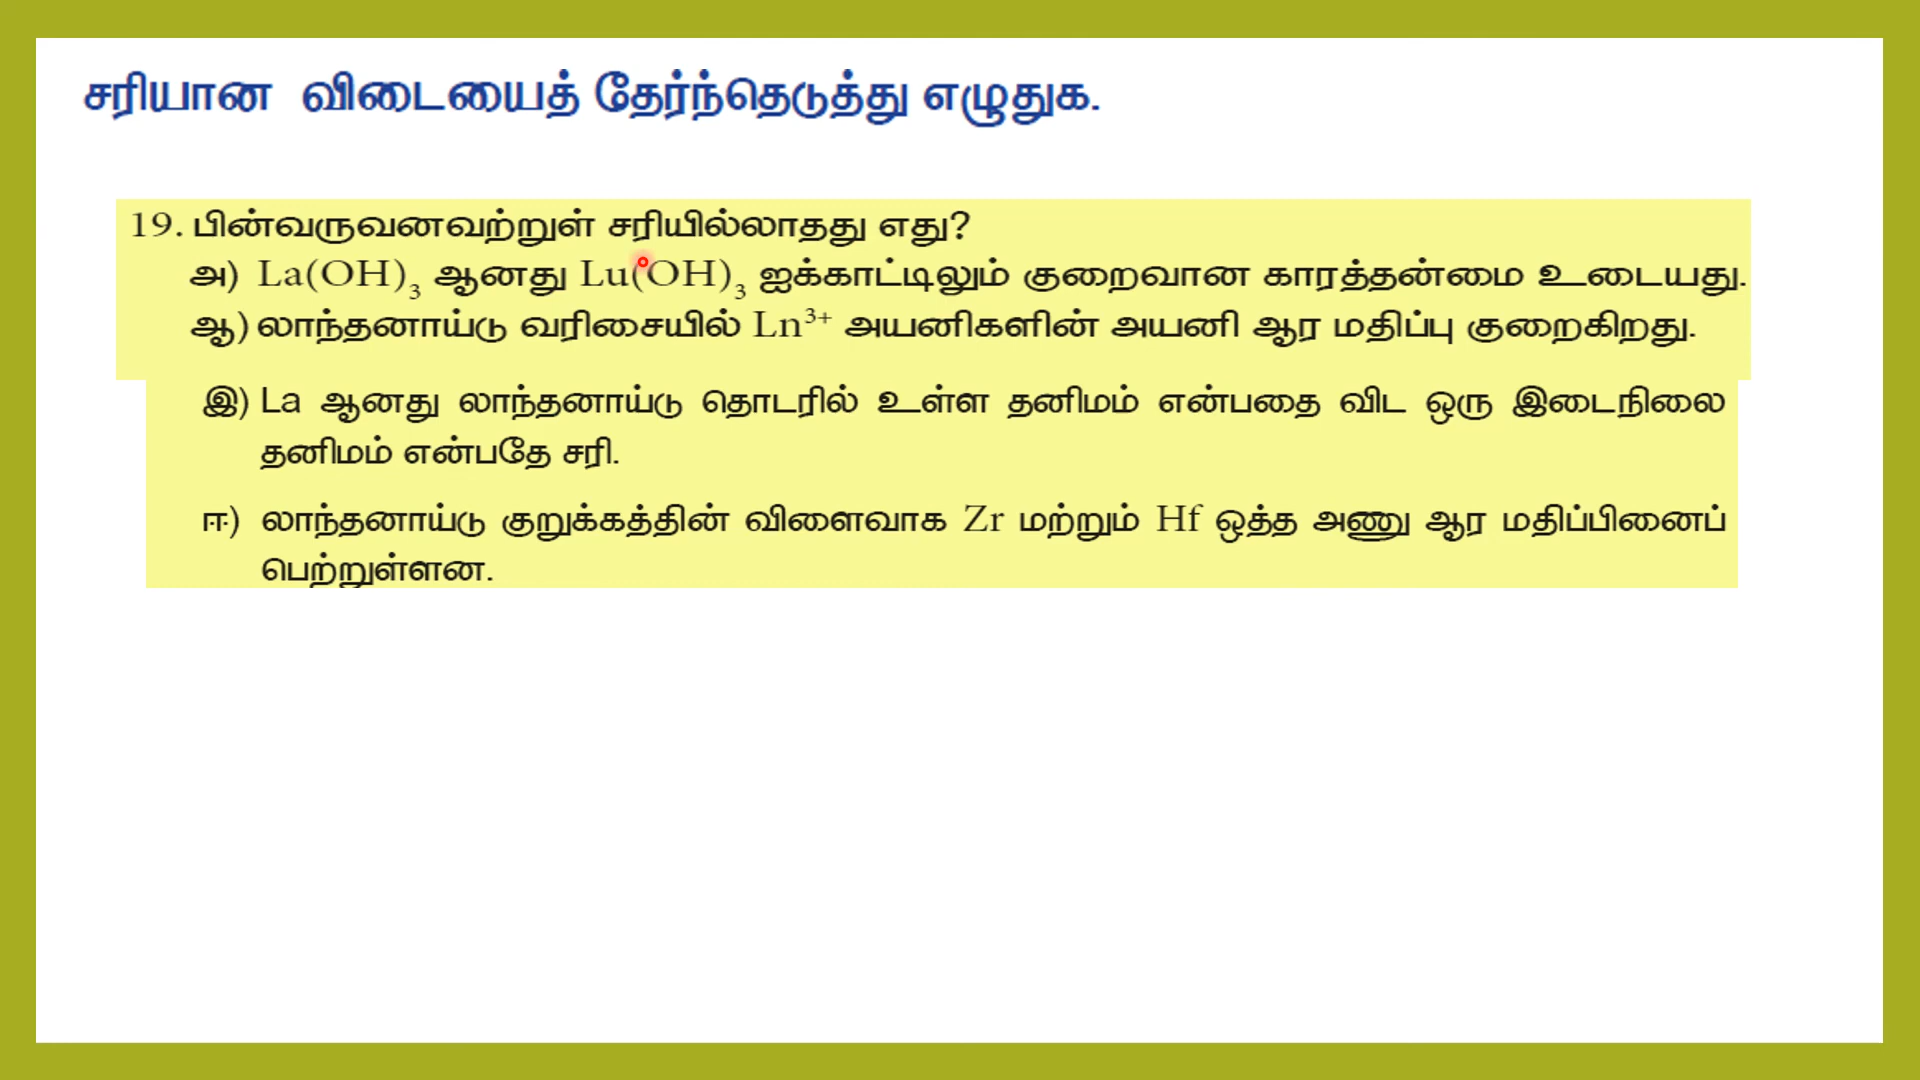 சரியான விடையைத் தேர்ந்தெடுத்து எழுதுக.
19. பின்வருவனவற்றுள் சரியில்லாதது எது?
அ) La(OH)₃ ஆனது Lu(OH)₃ ஐக்காட்டிலும் குறைவான காரத்தன்மை உடையது.
ஆ) லாந்தனாய்டு வரிசையில் Ln³⁺ அயனிகளின் அயனி ஆர மதிப்பு குறைகிறது.
இ) La ஆனது லாந்தனாய்டு தொடரில் உள்ள தனிமம் என்பதை விட ஒரு இடைநிலை
தனிமம் என்பதே சரி.
ஈ) லாந்தனாய்டு குறுக்கத்தின் விளைவாக Zr மற்றும் Hf ஒத்த அணு ஆர மதிப்பினைப்
பெற்றுள்ளன.